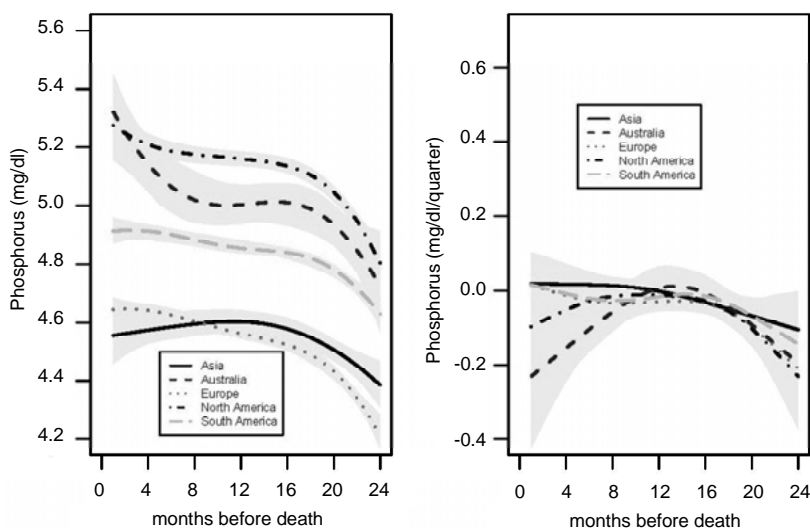 5.6
5.4
5.2
5.0
4.8
4.6
4.4
4.2
Phosphorus (mg/dl)
Asia
Australia
Europe
North America
South America
0 4 8 12 16 20 24
months before death
0.6
0.4
0.2
0.0
-0.2
-0.4
Phosphorus (mg/dl/quarter)
Asia
Australia
Europe
North America
South America
0 4 8 12 16 20 24
months before death